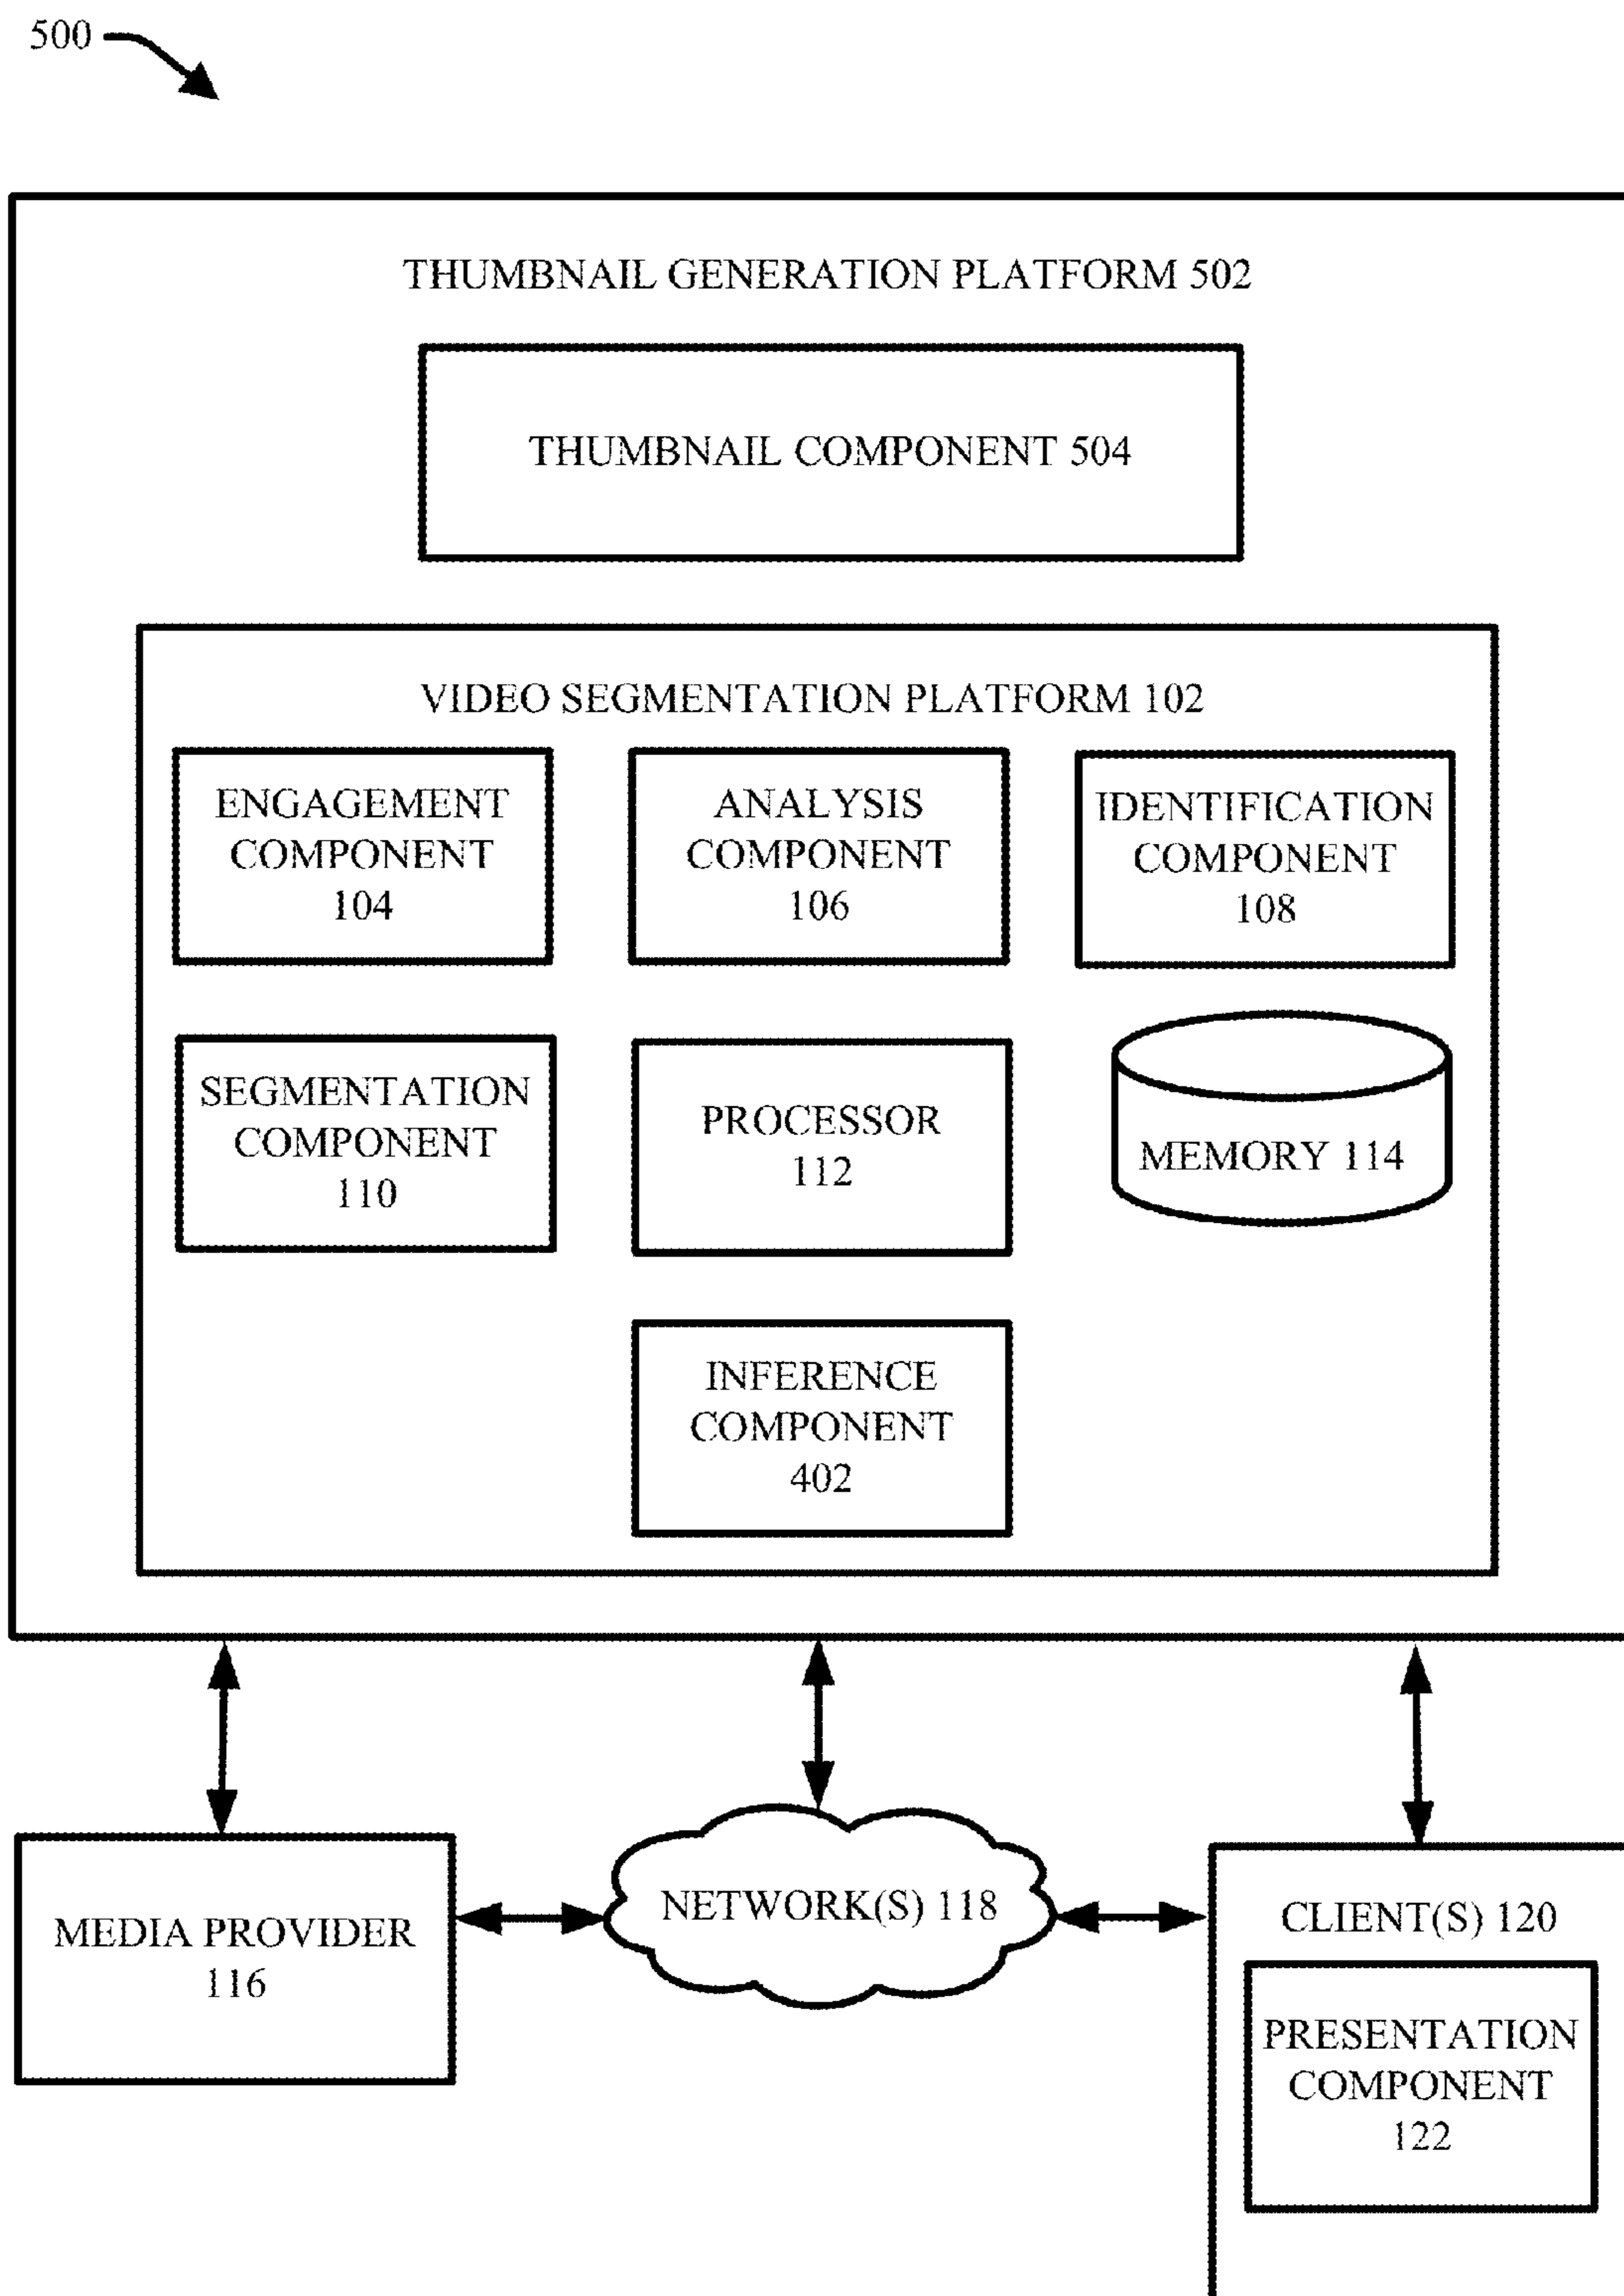 500
THUMBNAIL GENERATION PLATFORM 502
THUMBNAIL COMPONENT 504
VIDEO SEGMENTATION PLATFORM 102
ENGAGEMENT
COMPONENT
104
ANALYSIS
COMPONENT
106
IDENTIFICATION
COMPONENT
108
SEGMENTATION
COMPONENT
110
PROCESSOR
112
MEMORY 114
INFERENCE
COMPONENT
402
MEDIA PROVIDER
116
NETWORK(S) 118
CLIENT(S) 120
PRESENTATION
COMPONENT
122